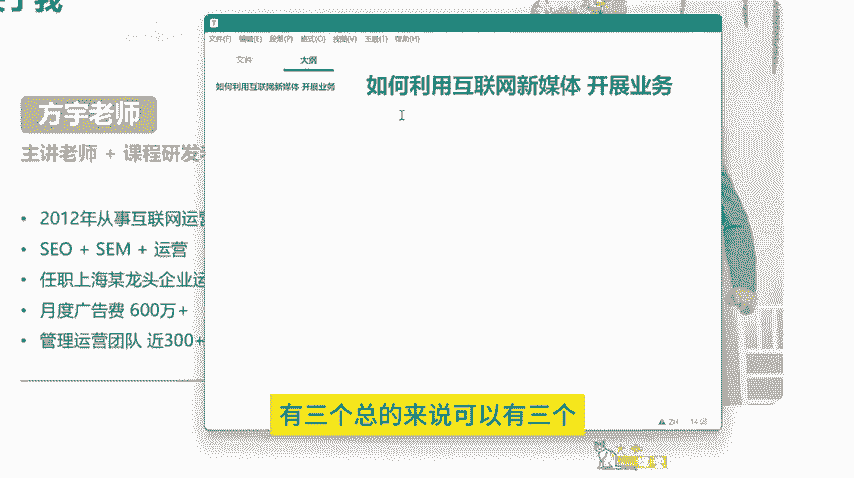 关于我
方宇老师
主讲老师 + 课程研发
2012年从事互联网运营
SEO + SEM + 运营
任职上海某龙头企业运
月度广告费 600万+
管理运营团队 近300+
文件(F) 编辑(E) 段落(P) 格式(O) 视图(V) 主题(T) 帮助(H)
文件 大纲
如何利用互联网新媒体 开展业务
如何利用互联网新媒体 开展业务
有三个总的来说可以有三个
ZH